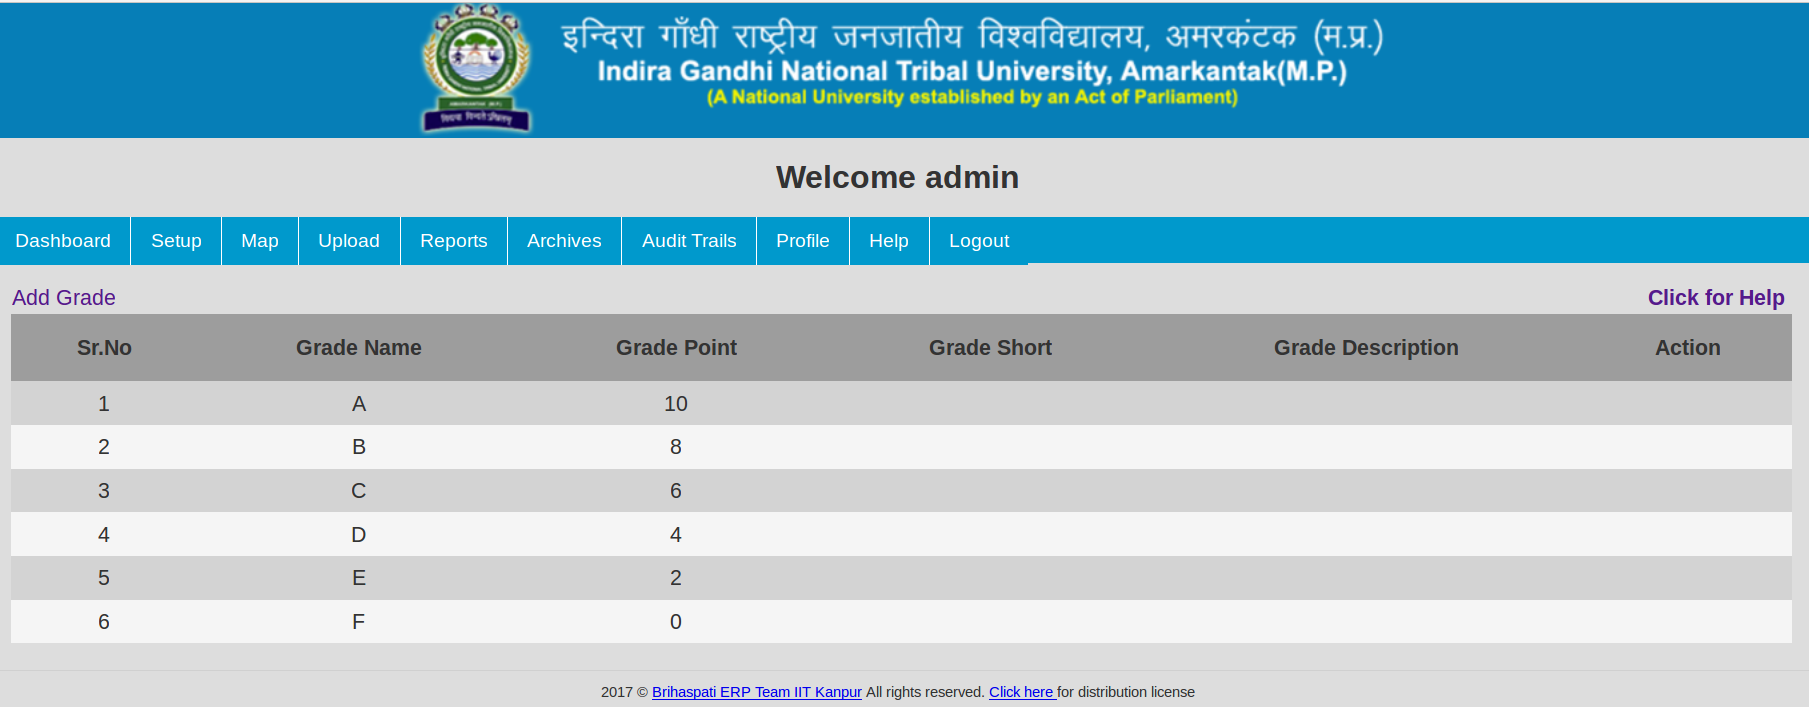 इन्दिरा गाँधी राष्ट्रीय जनजातीय विश्वविद्यालय, अमरकंटक (म.प्र.)
Indira Gandhi National Tribal University, Amarkantak(M.P.)
(A National University established by an Act of Parliament)
AMARKANTAK (M.P.)
Welcome admin
Dashboard Setup Map Upload Reports Archives Audit Trails Profile Help Logout
Add Grade Click for Help
Sr.No Grade Name Grade Point Grade Short Grade Description Action
1 A 10
2 B 8
3 C 6
4 D 4
5 E 2
6 F 0
2017 © Brihaspati ERP Team IIT Kanpur All rights reserved. Click here for distribution license